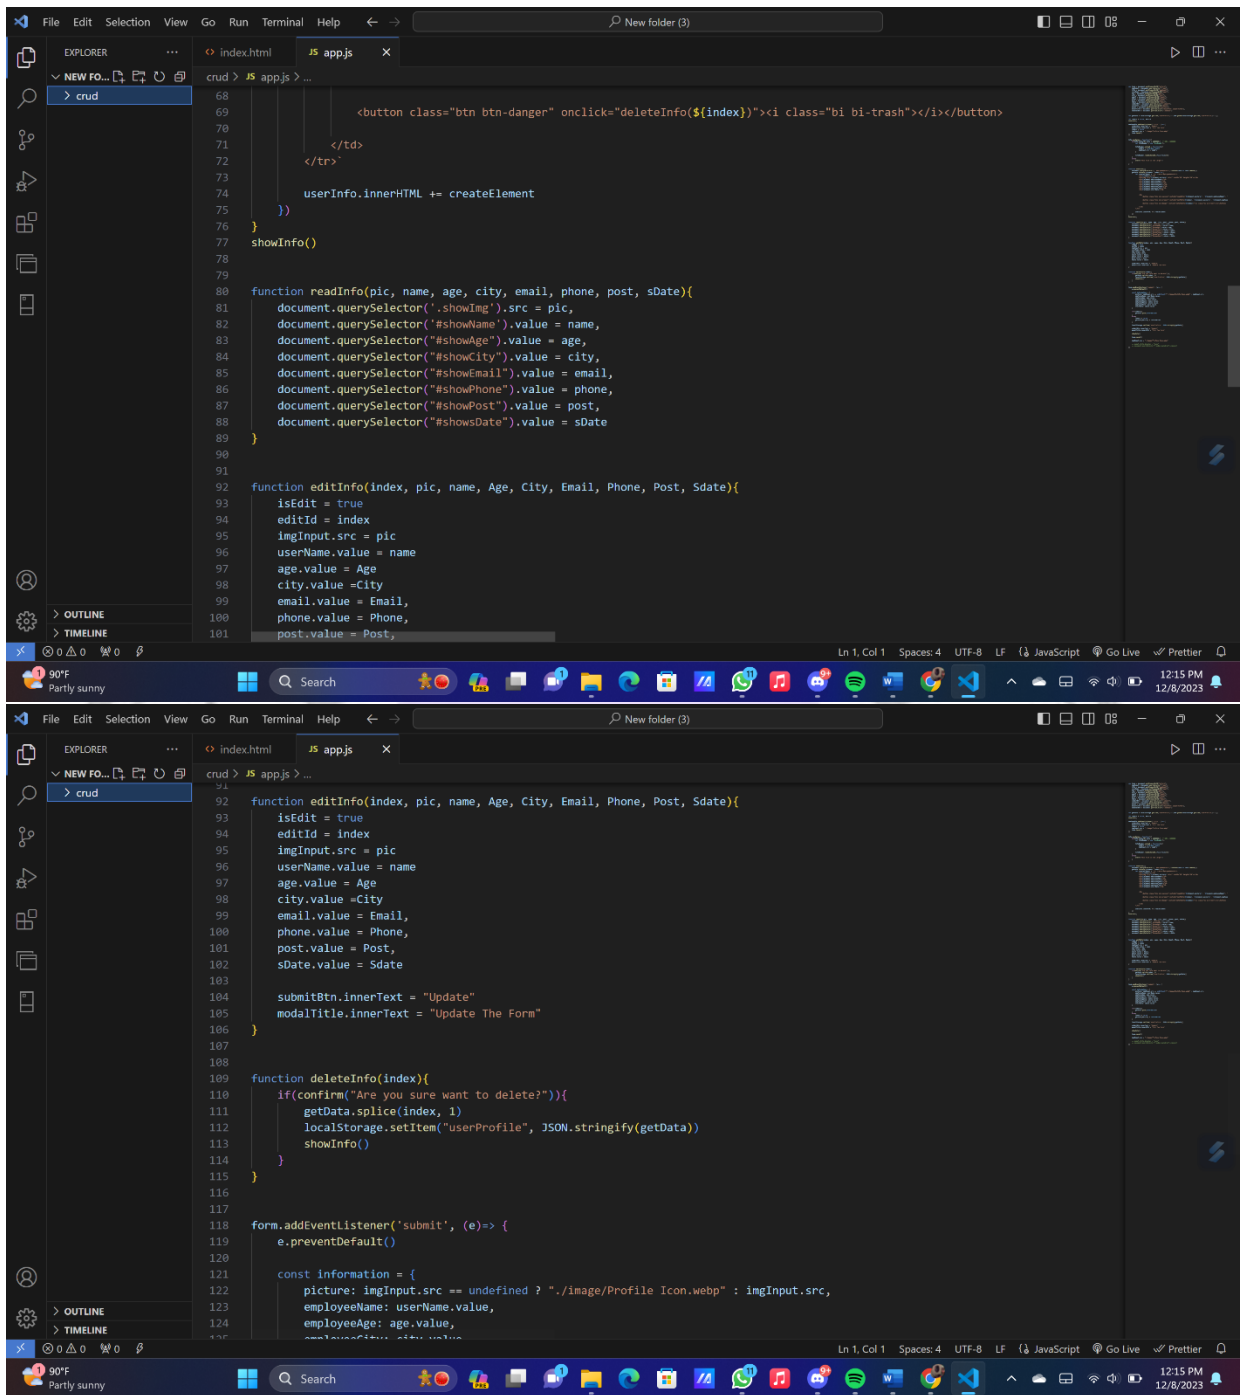 File Edit Selection View Go Run Terminal Help New folder (3)
EXPLORER ... index.html JS app.js
NEW FO... crud > JS app.js > ...
crud
68
69 <button class="btn btn-danger" onclick="deleteInfo(${index})"><i class="bi bi-trash"></i></button>
70
71 </td>
72 </tr>`
73
74 userInfo.innerHTML += createElement
75 })
76 }
77 showInfo()
78
79
80 function readInfo(pic, name, age, city, email, phone, post, sDate){
81 document.querySelector('.showImg').src = pic,
82 document.querySelector('#showName').value = name,
83 document.querySelector("#showAge").value = age,
84 document.querySelector("#showCity").value = city,
85 document.querySelector("#showEmail").value = email,
86 document.querySelector("#showPhone").value = phone,
87 document.querySelector("#showPost").value = post,
88 document.querySelector("#showsDate").value = sDate
89 }
90
91
92 function editInfo(index, pic, name, Age, City, Email, Phone, Post, Sdate){
93 isEdit = true
94 editId = index
95 imgInput.src = pic
96 userName.value = name
97 age.value = Age
98 city.value =City
99 email.value = Email,
100 phone.value = Phone,
101 post.value = Post,
OUTLINE
TIMELINE
0 0 0 Ln 1, Col 1 Spaces: 4 UTF-8 LF JavaScript Go Live Prettier
90°F
Partly sunny
Search
12:15 PM
12/8/2023
File Edit Selection View Go Run Terminal Help New folder (3)
EXPLORER ... index.html JS app.js
NEW FO... crud > JS app.js > ...
crud
91
92 function editInfo(index, pic, name, Age, City, Email, Phone, Post, Sdate){
93 isEdit = true
94 editId = index
95 imgInput.src = pic
96 userName.value = name
97 age.value = Age
98 city.value =City
99 email.value = Email,
100 phone.value = Phone,
101 post.value = Post,
102 sDate.value = Sdate
103
104 submitBtn.innerText = "Update"
105 modalTitle.innerText = "Update The Form"
106 }
107
108
109 function deleteInfo(index){
110 if(confirm("Are you sure want to delete?")){
111 getData.splice(index, 1)
112 localStorage.setItem("userProfile", JSON.stringify(getData))
113 showInfo()
114 }
115 }
116
117
118 form.addEventListener('submit', (e)=> {
119 e.preventDefault()
120
121 const information = {
122 picture: imgInput.src == undefined ? "./image/Profile Icon.webp" : imgInput.src,
123 employeeName: userName.value,
124 employeeAge: age.value,
125 employeeCity: city.value
OUTLINE
TIMELINE
0 0 0 Ln 1, Col 1 Spaces: 4 UTF-8 LF JavaScript Go Live Prettier
90°F
Partly sunny
Search
12:15 PM
12/8/2023